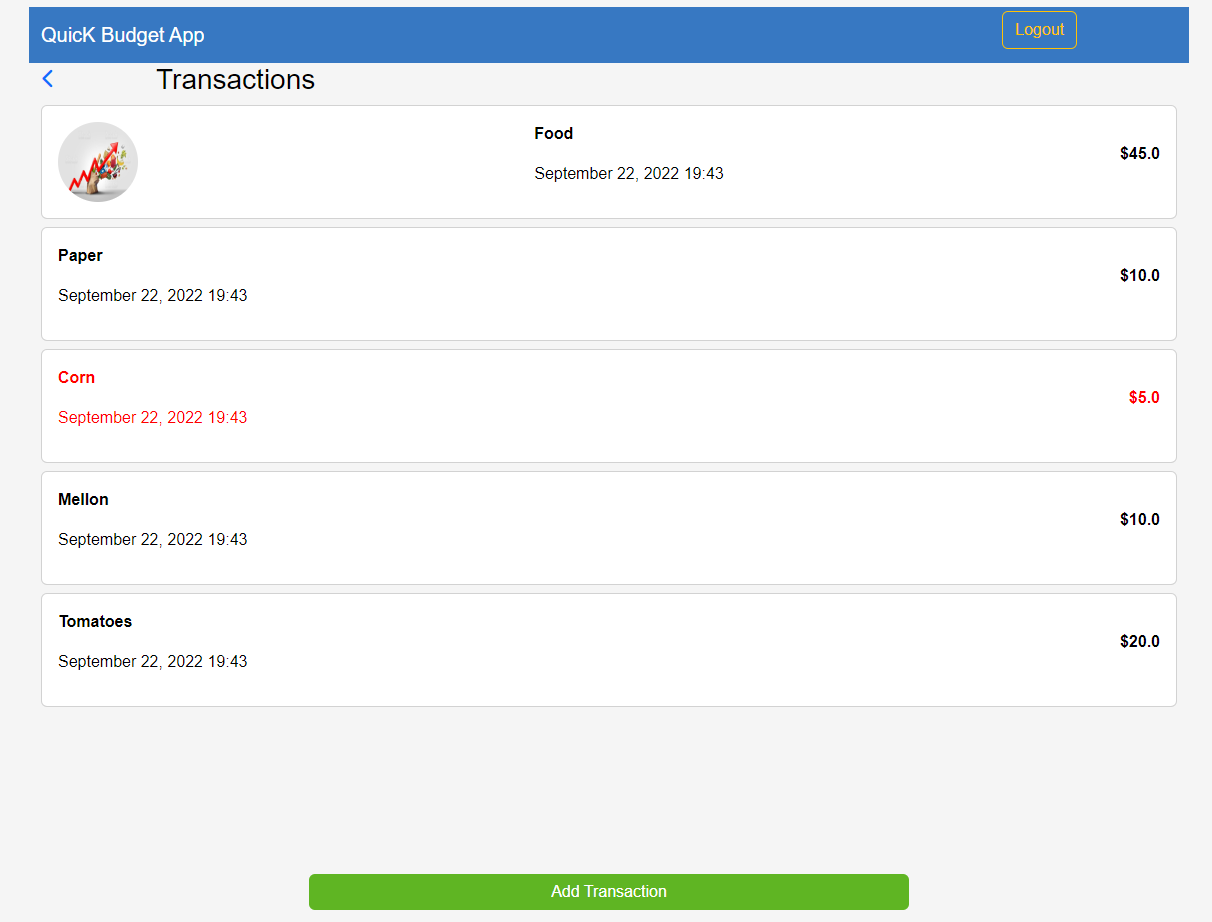 QuicK Budget App
Logout
Transactions
Food
September 22, 2022 19:43
$45.0
Paper
September 22, 2022 19:43
$10.0
Corn
September 22, 2022 19:43
$5.0
Mellon
September 22, 2022 19:43
$10.0
Tomatoes
September 22, 2022 19:43
$20.0
Add Transaction